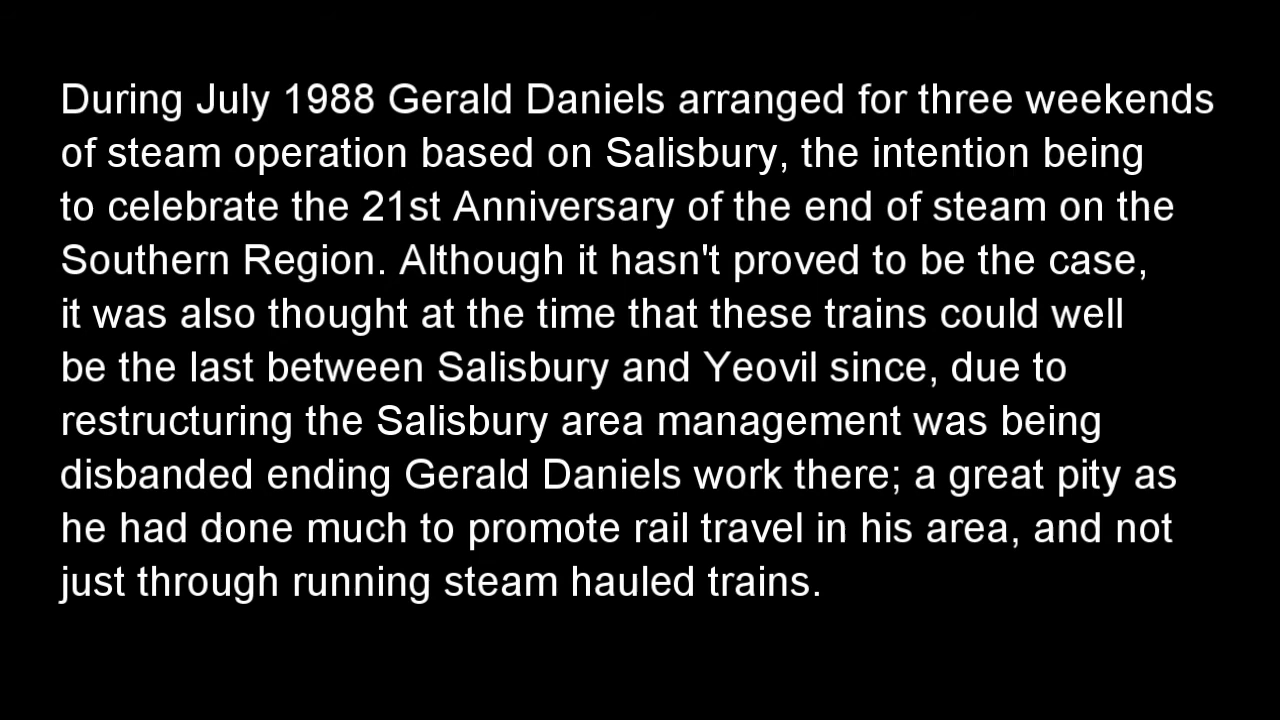 During July 1988 Gerald Daniels arranged for three weekends
of steam operation based on Salisbury, the intention being
to celebrate the 21st Anniversary of the end of steam on the
Southern Region. Although it hasn't proved to be the case,
it was also thought at the time that these trains could well
be the last between Salisbury and Yeovil since, due to
restructuring the Salisbury area management was being
disbanded ending Gerald Daniels work there; a great pity as
he had done much to promote rail travel in his area, and not
just through running steam hauled trains.